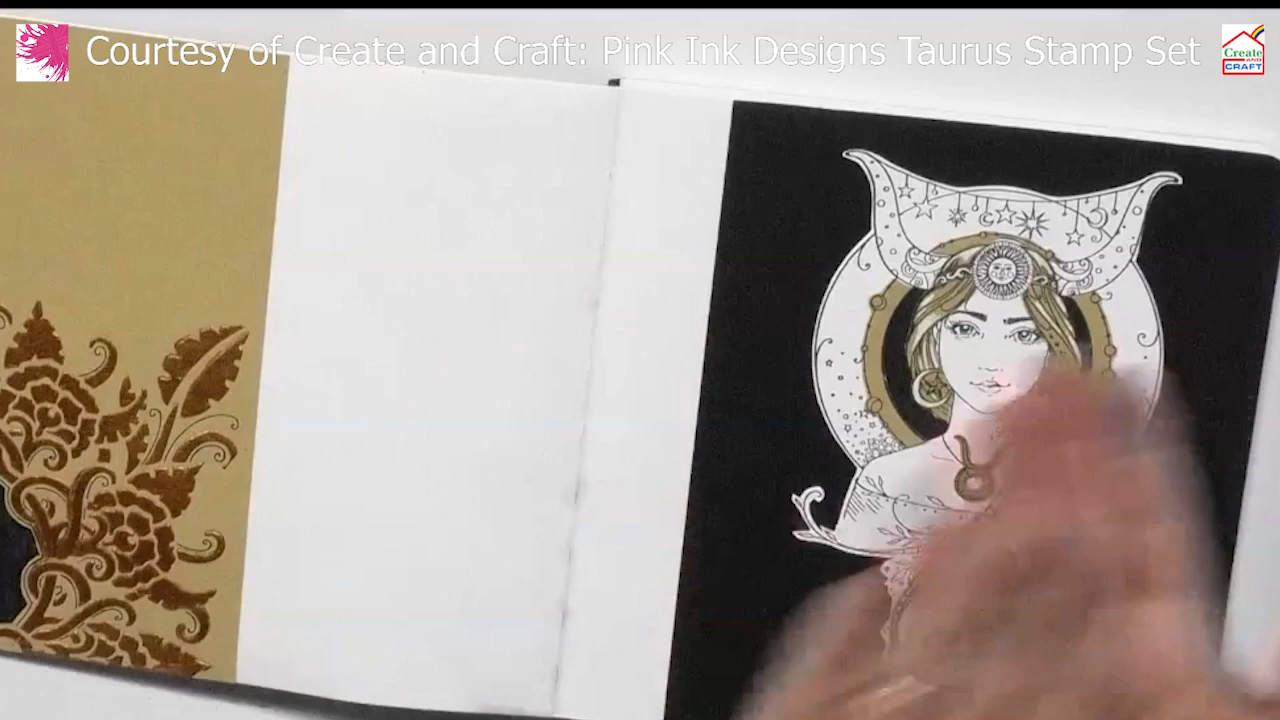 Courtesy of Create and Craft: Pink Ink Designs Taurus Stamp Set
Create
AND
CRAFT